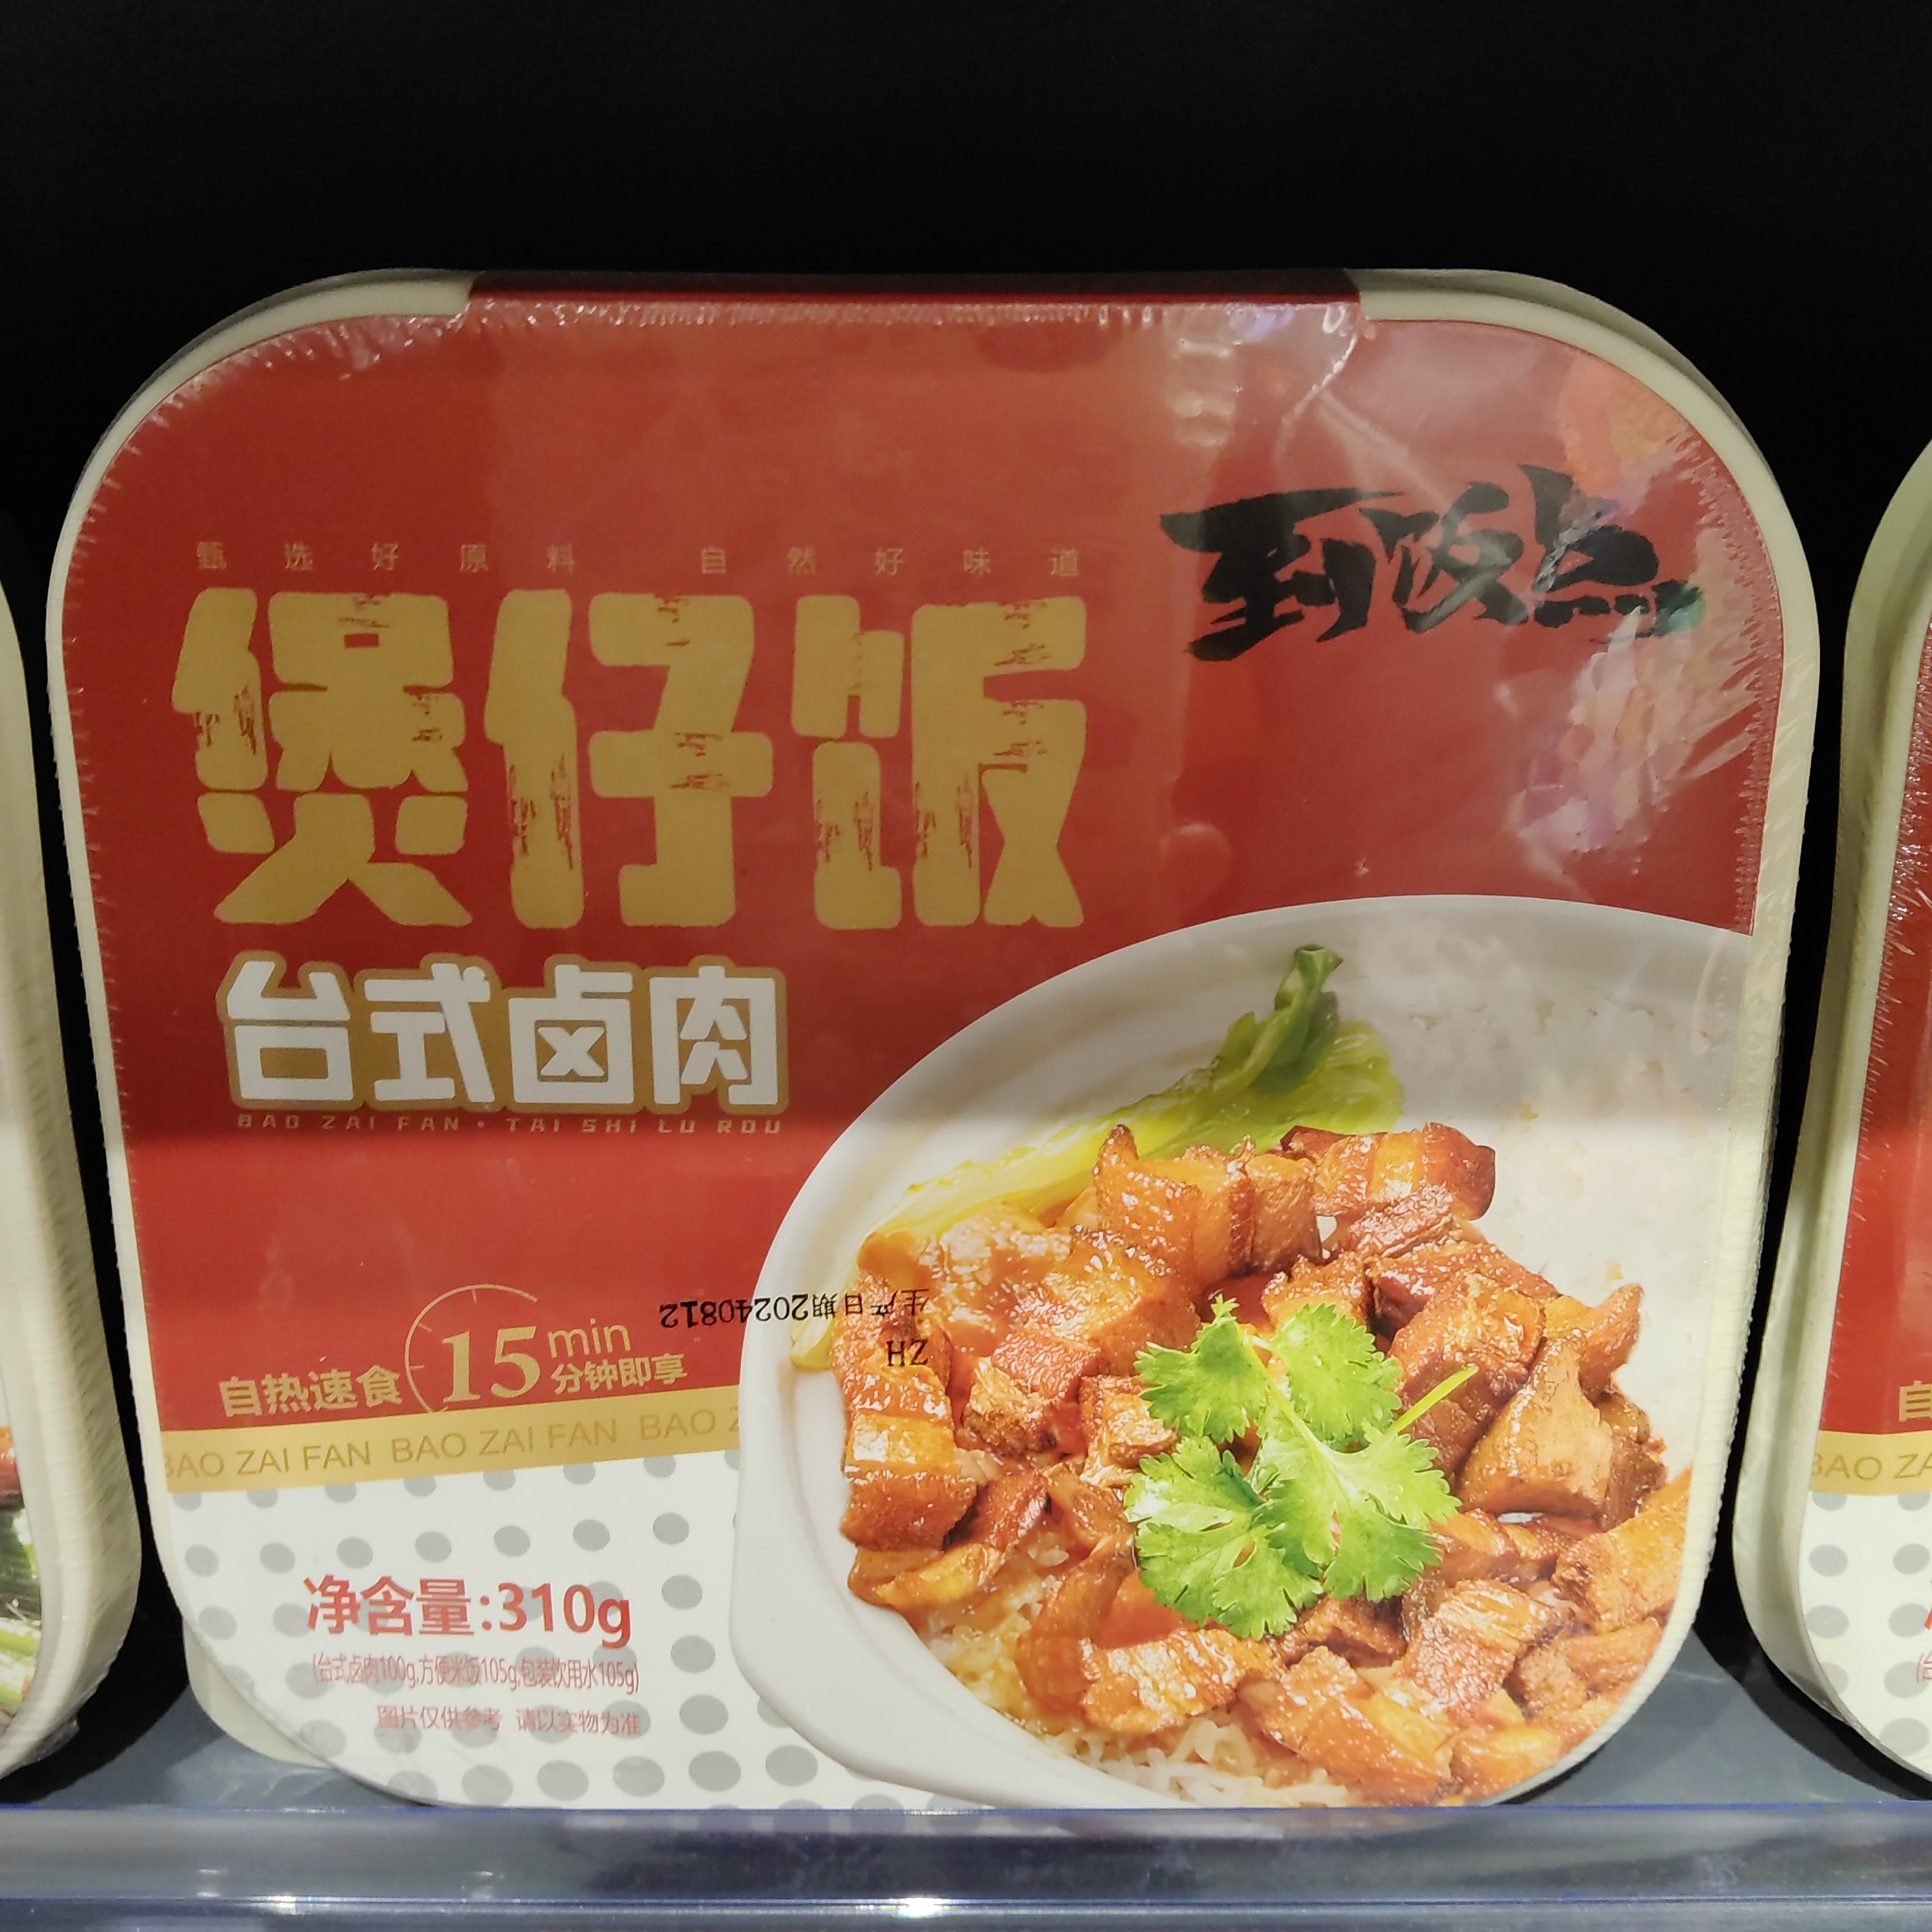 到饭点
甄选好原料 自然好味道
煲仔饭
台式卤肉
BAO ZAI FAN · TAI SHI LU ROU
生产日期20240812
ZH
自热速食 15 min 分钟即享
BAO ZAI FAN BAO ZAI FAN BAO
净含量:310g
(台式卤肉100g,方便米饭105g,包装饮用水105g)
图片仅供参考 请以实物为准
自
BAO ZA